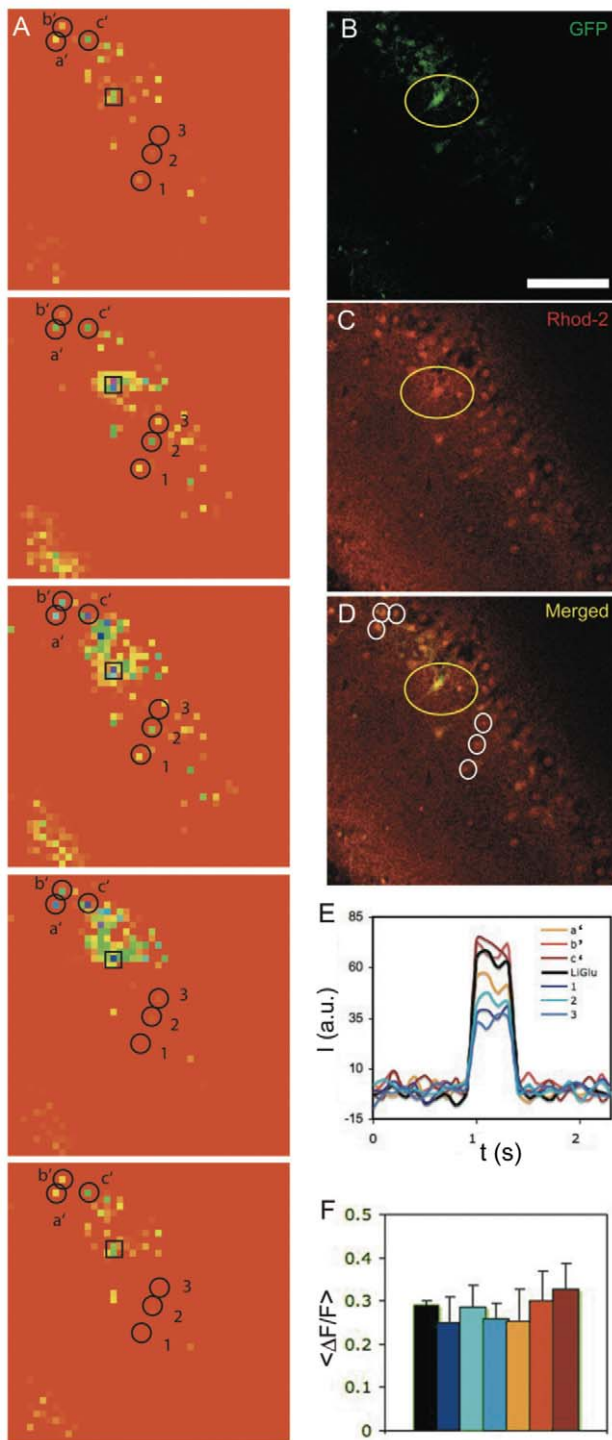 A
b' c'
a'
3
2
1
b' c'
a'
3
2
1
b' c'
a'
3
2
1
b' c'
a'
3
2
1
b' c'
a'
3
2
1
B GFP
C Rhod-2
D Merged
E
85
60
35
10
-15
I (a.u.)
0 1 2
t (s)
a‘
b’
c‘
LiGlu
1
2
3
F
0.5
0.4
0.3
0.2
0.1
0
<ΔF/F>